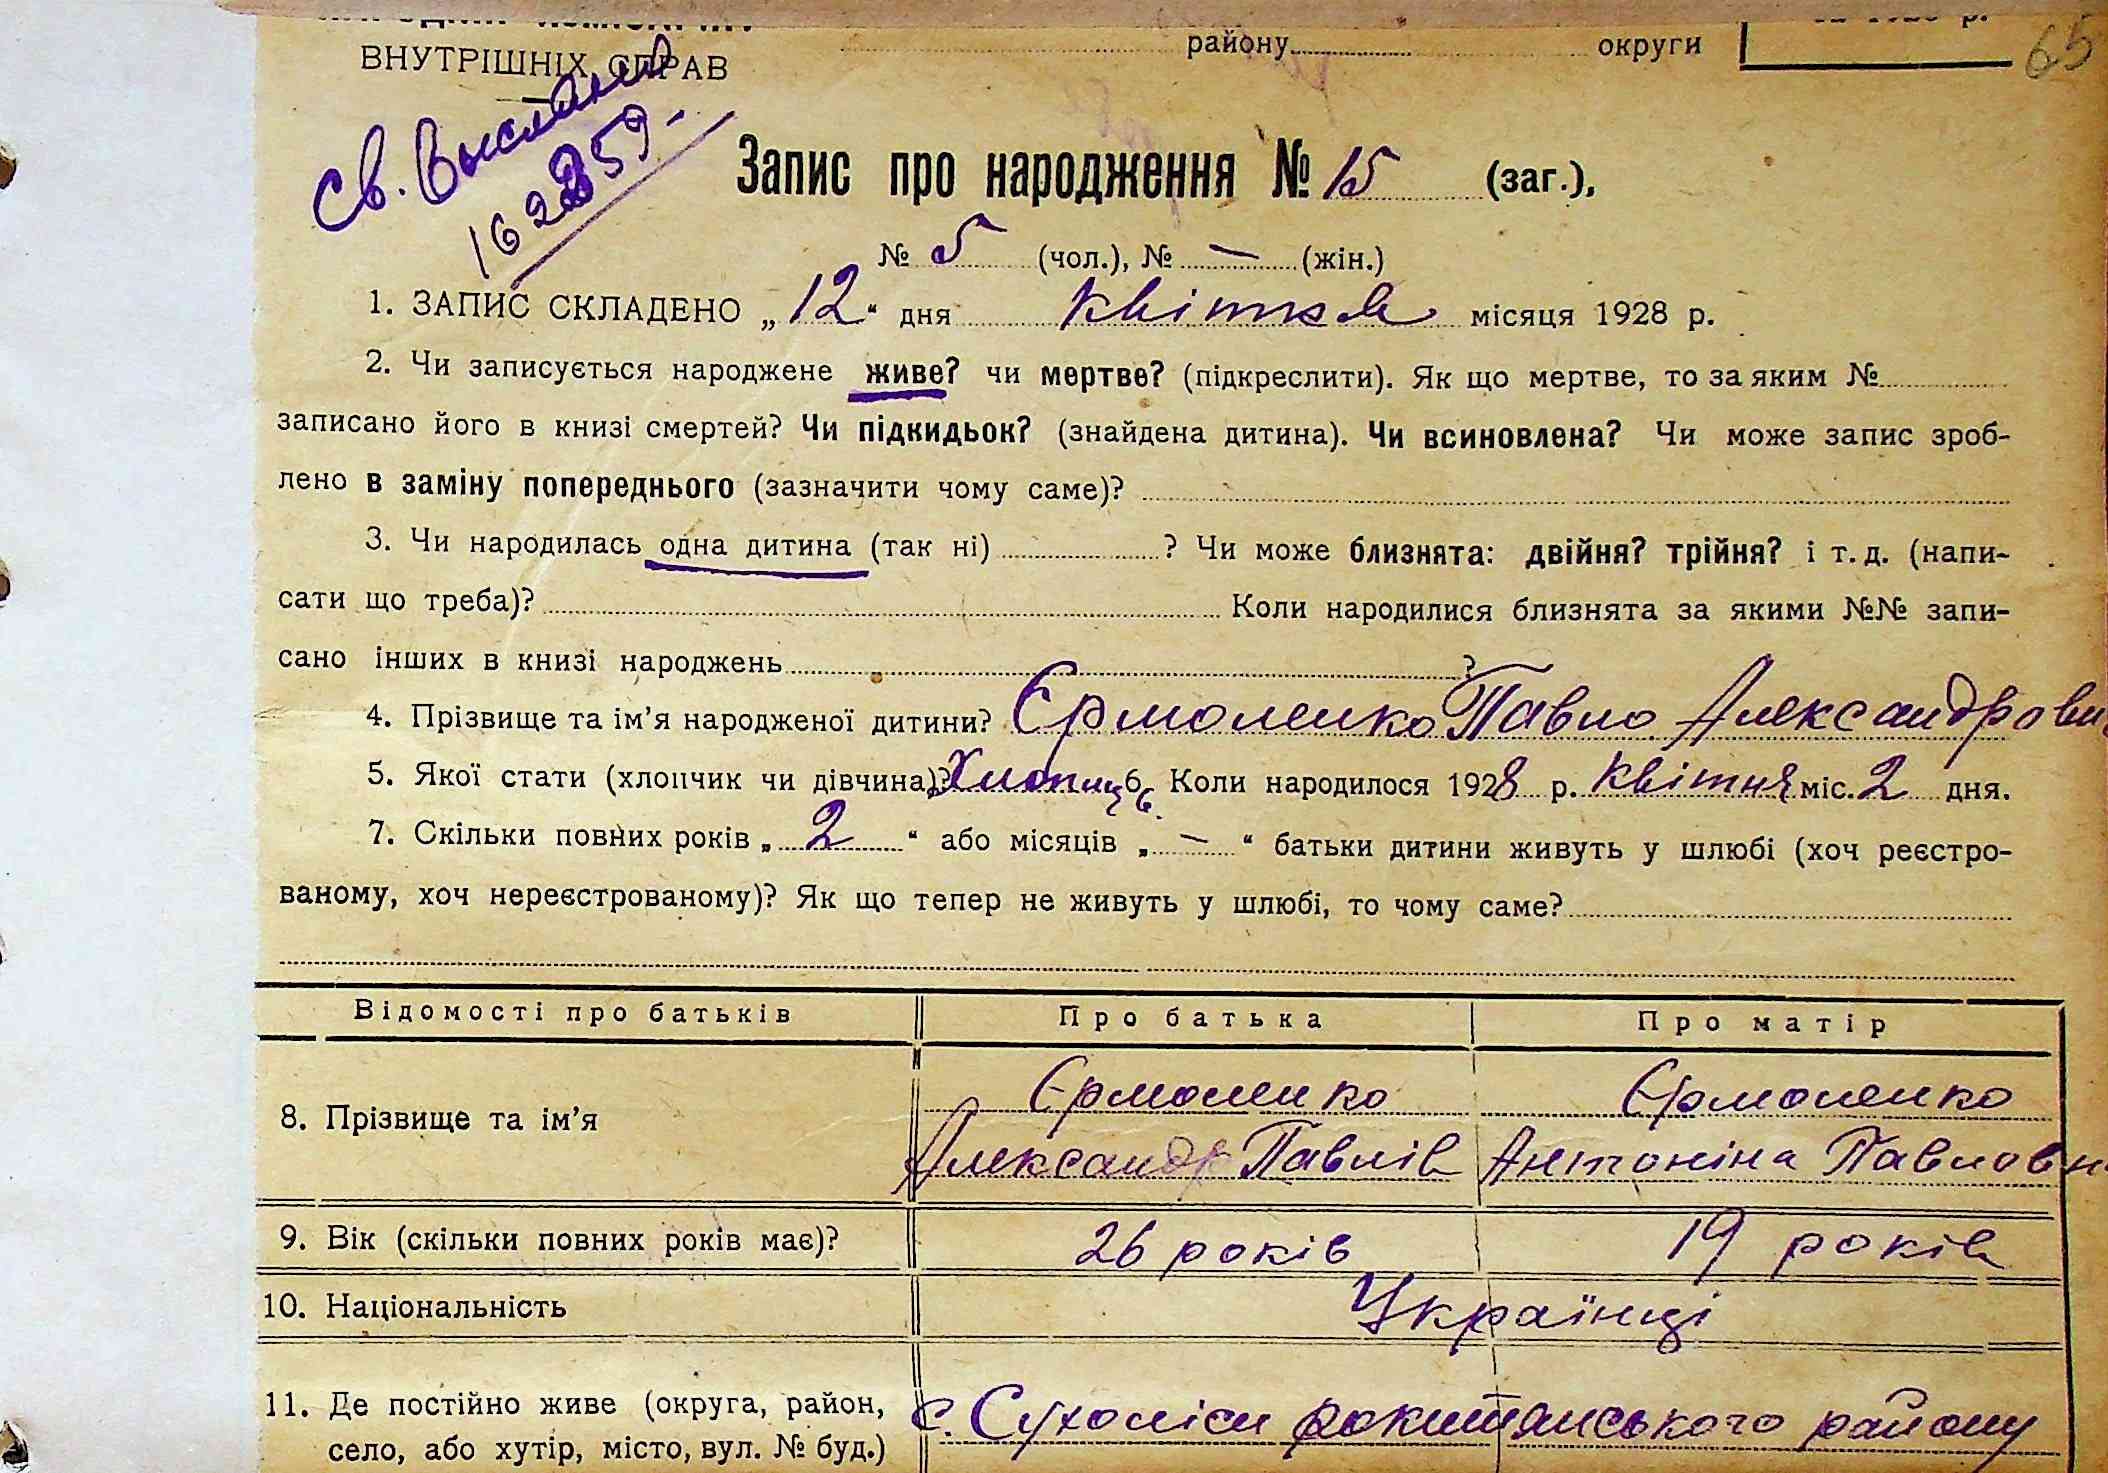 ВНУТРІШНІХ СПРАВ
району
округи
65
Св. Выслано
59.
Запис про народження № 15 (заг.),
№ 5 (чол.), № – (жін.)
1. ЗАПИС СКЛАДЕНО „12“ дня квітня місяця 1928 р.
2. Чи записується народжене живе? чи мертве? (підкреслити). Як що мертве, то за яким №
записано його в книзі смертей? Чи підкидьок? (знайдена дитина). Чи всиновлена? Чи може запис зроб-
лено в заміну попереднього (зазначити чому саме)?
3. Чи народилась одна дитина (так ні) ? Чи може близнята: двійня? трійня? і т. д. (напи-
сати що треба)? Коли народилися близнята за якими №№ запи-
сано інших в книзі народжень ?
4. Прізвище та ім’я народженої дитини? Єрмоленко Павло Александрови
5. Якої стати (хлопчик чи дівчина)? Хлопиць 6. Коли народилося 1928 р. квітня міс. 2 дня.
7. Скільки повних років „2“ або місяців „–“ батьки дитини живуть у шлюбі (хоч реєстро-
ваному, хоч нереєстрованому)? Як що тепер не живуть у шлюбі, то чому саме?
Відомості про батьків Про батька Про матір
Єрмоленко Єрмоленко
8. Прізвище та ім’я
Александр Павлів Антоніна Павловн
9. Вік (скільки повних років має)? 26 років 19 років
10. Національність Українці
11. Де постійно живе (округа, район, с. Сухоліси рокитянського району
село, або хутір, місто, вул. № буд.)